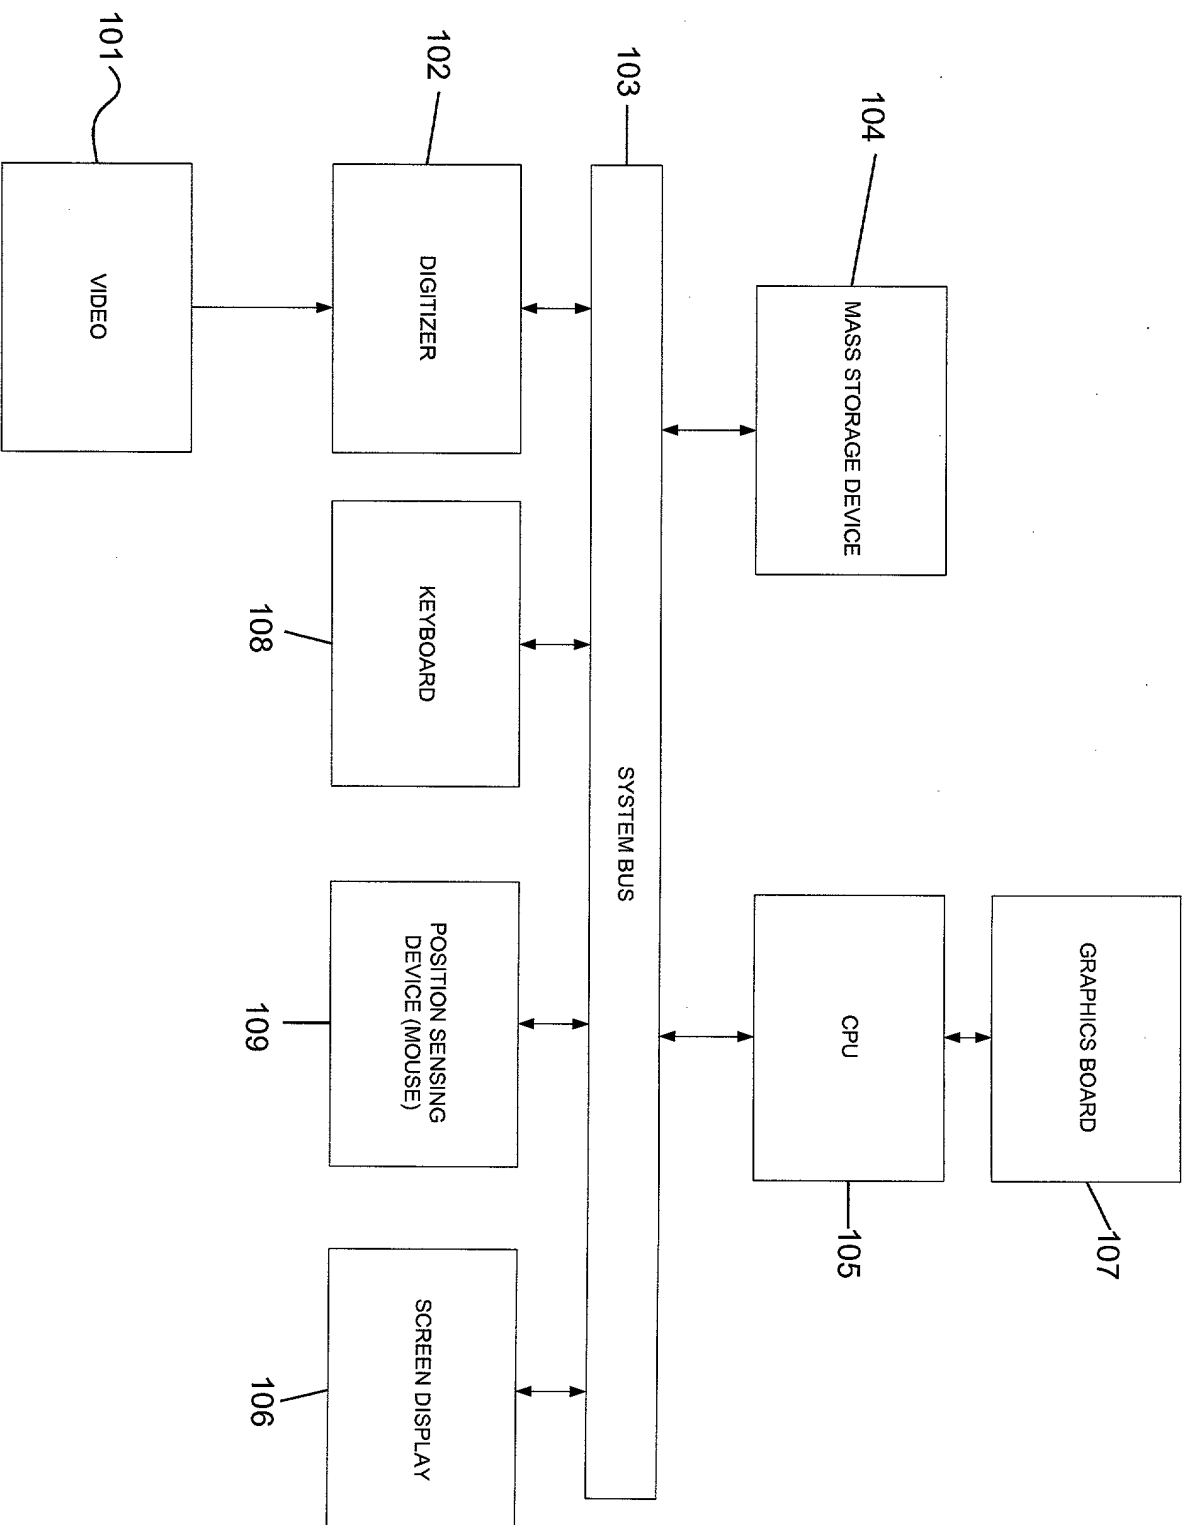 104
MASS STORAGE DEVICE
GRAPHICS BOARD
107
CPU
105
103
SYSTEM BUS
102
DIGITIZER
KEYBOARD
108
POSITION SENSING
DEVICE (MOUSE)
109
SCREEN DISPLAY
106
101
VIDEO